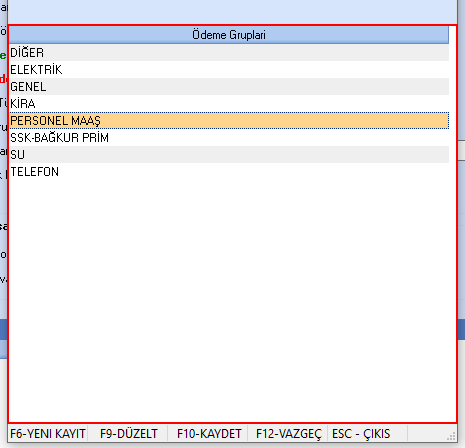 Ödeme Gruplari
DİĞER
ELEKTRİK
GENEL
KİRA
PERSONEL MAAŞ
SSK-BAĞKUR PRİM
SU
TELEFON
F6-YENI KAYIT F9-DÜZELT F10-KAYDET F12-VAZGEÇ ESC - ÇIKIS